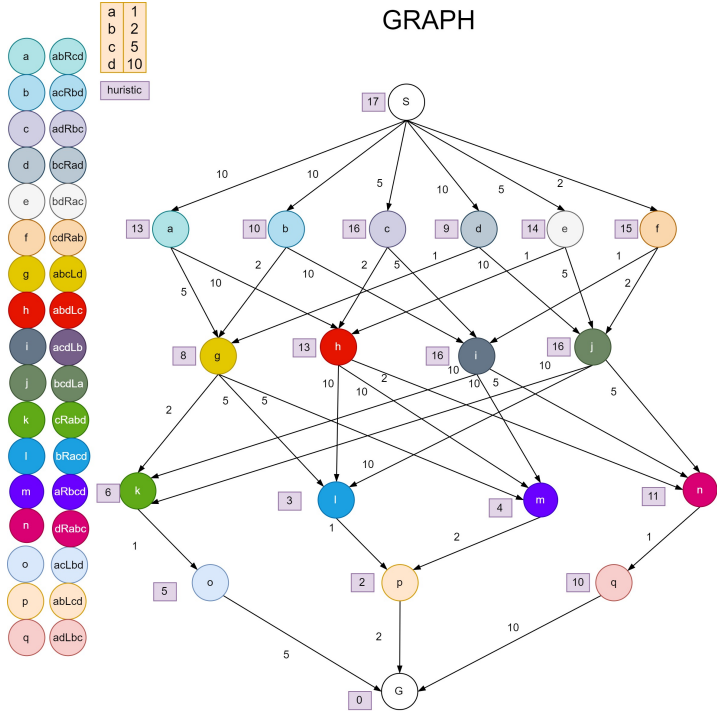 GRAPH
a 1
b 2
c 5
d 10
huristic
a abRcd
b acRbd
c adRbc
d bcRad
e bdRac
f cdRab
g abcLd
h abdLc
i acdLb
j bcdLa
k cRabd
l bRacd
m aRbcd
n dRabc
o acLbd
p abLcd
q adLbc
17 S
10 10 5 10 5 2
13 a 10 b 16 c 9 d 14 e 15 f
5 10 2 10 2 5 1 10 1 5 1 2
8 g 13 h 16 i 16 j
2 5 5 10 10 2 10 10 5 10 10 5
6 k 3 l 4 m 11 n
1 1 2 1
5 o 2 p 10 q
5 2 10
0 G